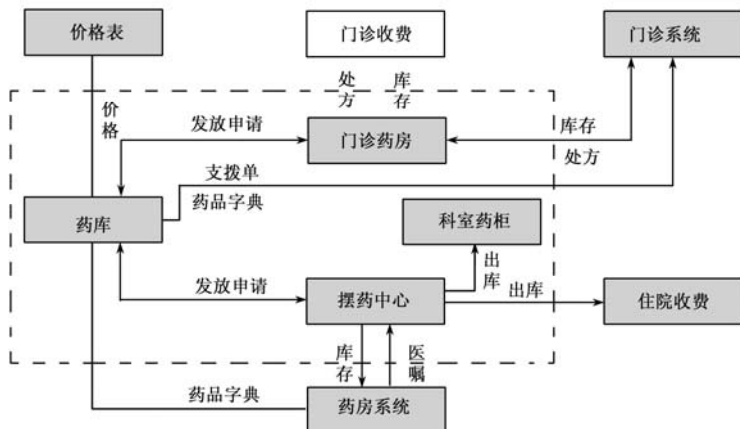 价格表
门诊收费
门诊系统
处方
库存
价格
发放申请
门诊药房
库存
处方
支拨单
药品字典
药库
科室药柜
出库
发放申请
摆药中心
出库
住院收费
库存
医嘱
药品字典
药房系统